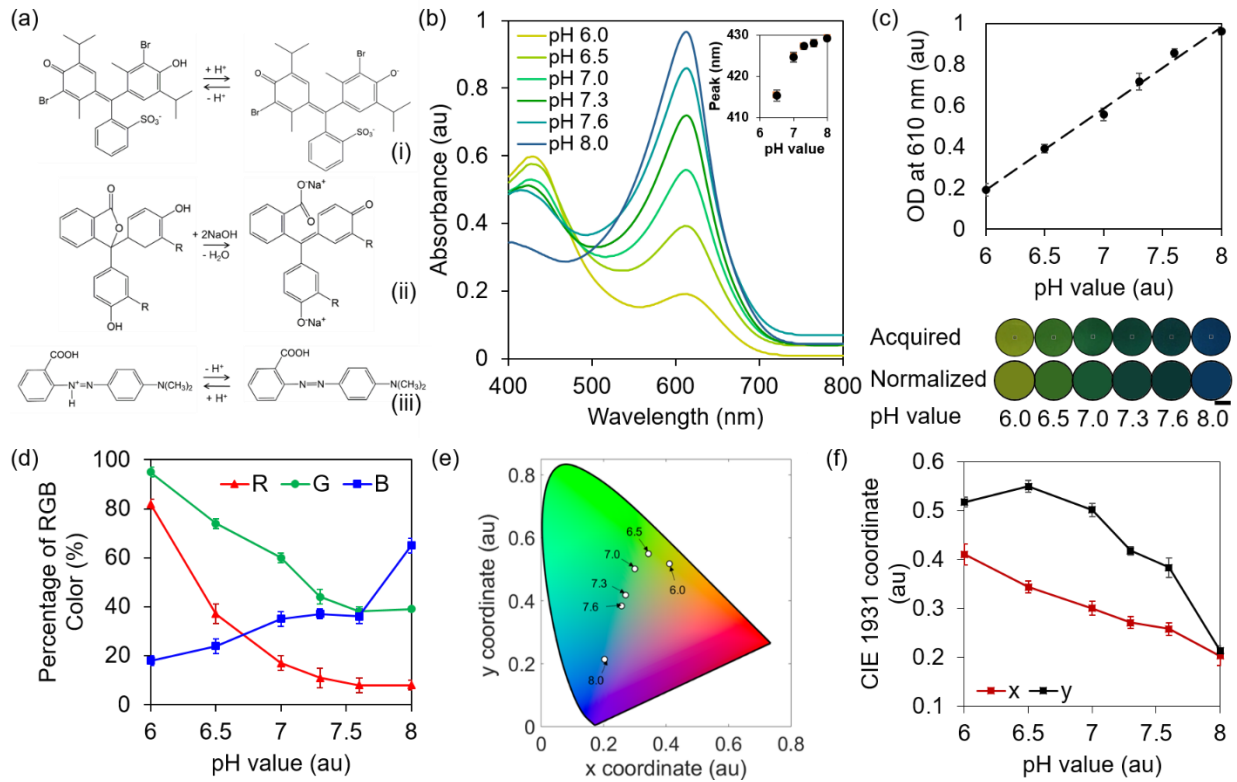 (a)
Br
OH
O
Br
SO₃⁻
+ H⁺
- H⁺
Br
O⁻
O
Br
SO₃⁻
(i)
O
O
OH
R
R
OH
+ 2NaOH
- H₂O
O⁻Na⁺
O
O
R
R
O⁻Na⁺
(ii)
COOH
N⁺=N
H
N(CH₃)₂
- H⁺
+ H⁺
COOH
N=N
N(CH₃)₂
(iii)
(b)
Absorbance (au)
1
0.8
0.6
0.4
0.2
0
400 500 600 700 800
Wavelength (nm)
pH 6.0
pH 6.5
pH 7.0
pH 7.3
pH 7.6
pH 8.0
Peak (nm)
430
420
410
6 7 8
pH value
(c)
OD at 610 nm (au)
1
0.8
0.6
0.4
0.2
0
6 6.5 7 7.5 8
pH value (au)
Acquired
Normalized
pH value 6.0 6.5 7.0 7.3 7.6 8.0
(d)
Percentage of RGB
Color (%)
100
80
60
40
20
0
R G B
6 6.5 7 7.5 8
pH value (au)
(e)
y coordinate (au)
0.8
0.6
0.4
0.2
0
6.5
7.0
6.0
7.3
7.6
8.0
0 0.2 0.4 0.6 0.8
x coordinate (au)
(f)
CIE 1931 coordinate
(au)
0.6
0.5
0.4
0.3
0.2
0.1
x y
6 6.5 7 7.5 8
pH value (au)